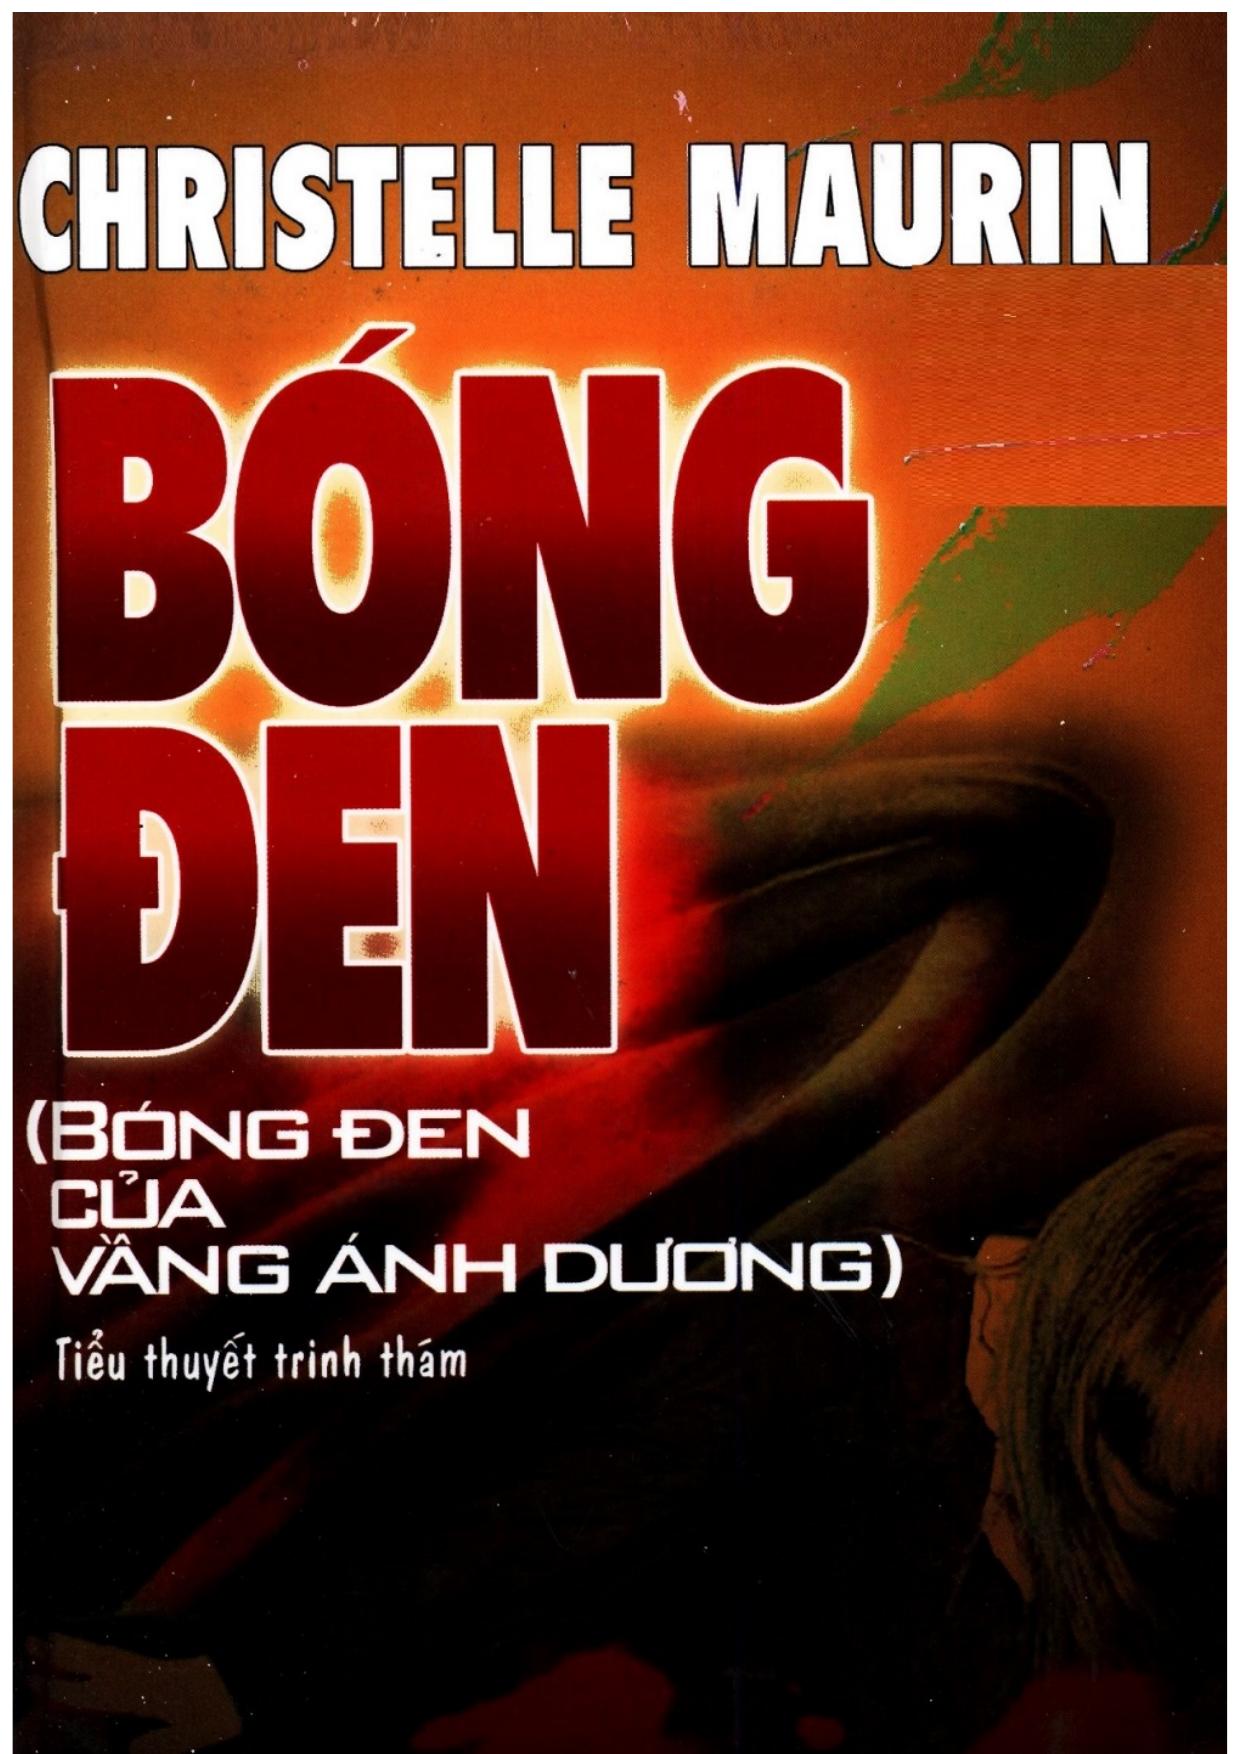 CHRISTELLE MAURIN
BÓNG
ĐEN
(BÓNG ĐEN
CỦA
VẦNG ÁNH DƯƠNG)
Tiểu thuyết trinh thám